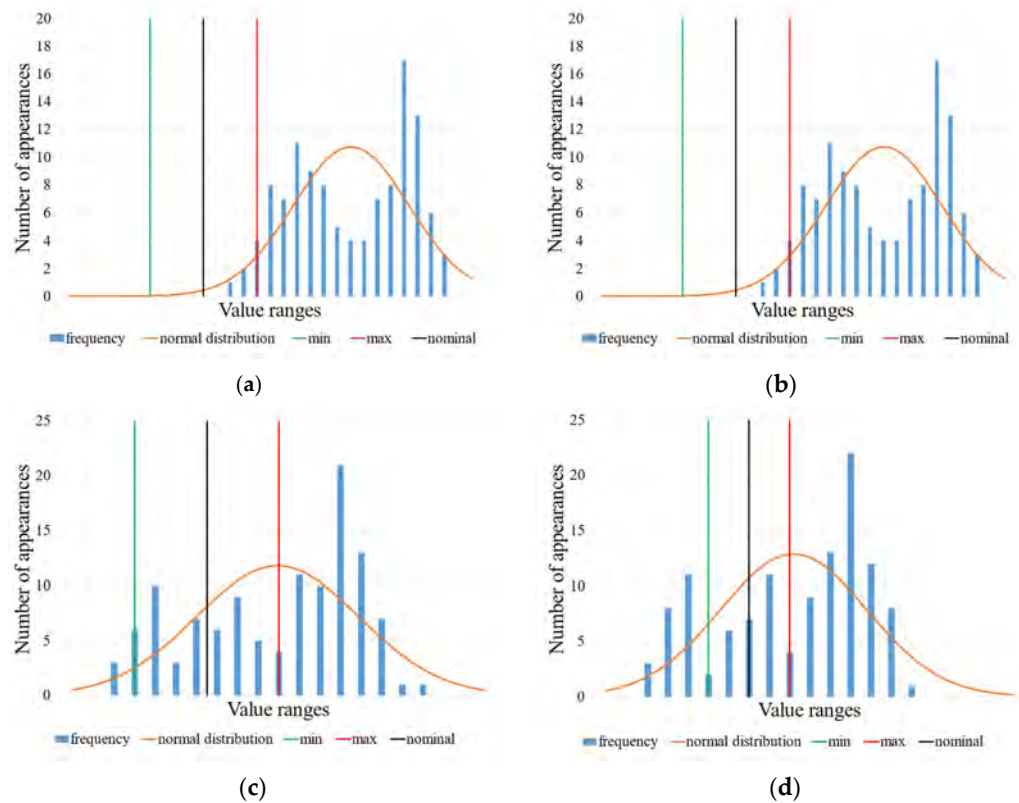 20
18
16
14
12
10
8
6
4
2
0
Number of appearances
Value ranges
frequency normal distribution min max nominal
(a)
20
18
16
14
12
10
8
6
4
2
0
Number of appearances
Value ranges
frequency normal distribution min max nominal
(b)
25
20
15
10
5
0
Number of appearances
Value ranges
frequency normal distribution min max nominal
(c)
25
20
15
10
5
0
Number of appearances
Value ranges
frequency normal distribution min max nominal
(d)